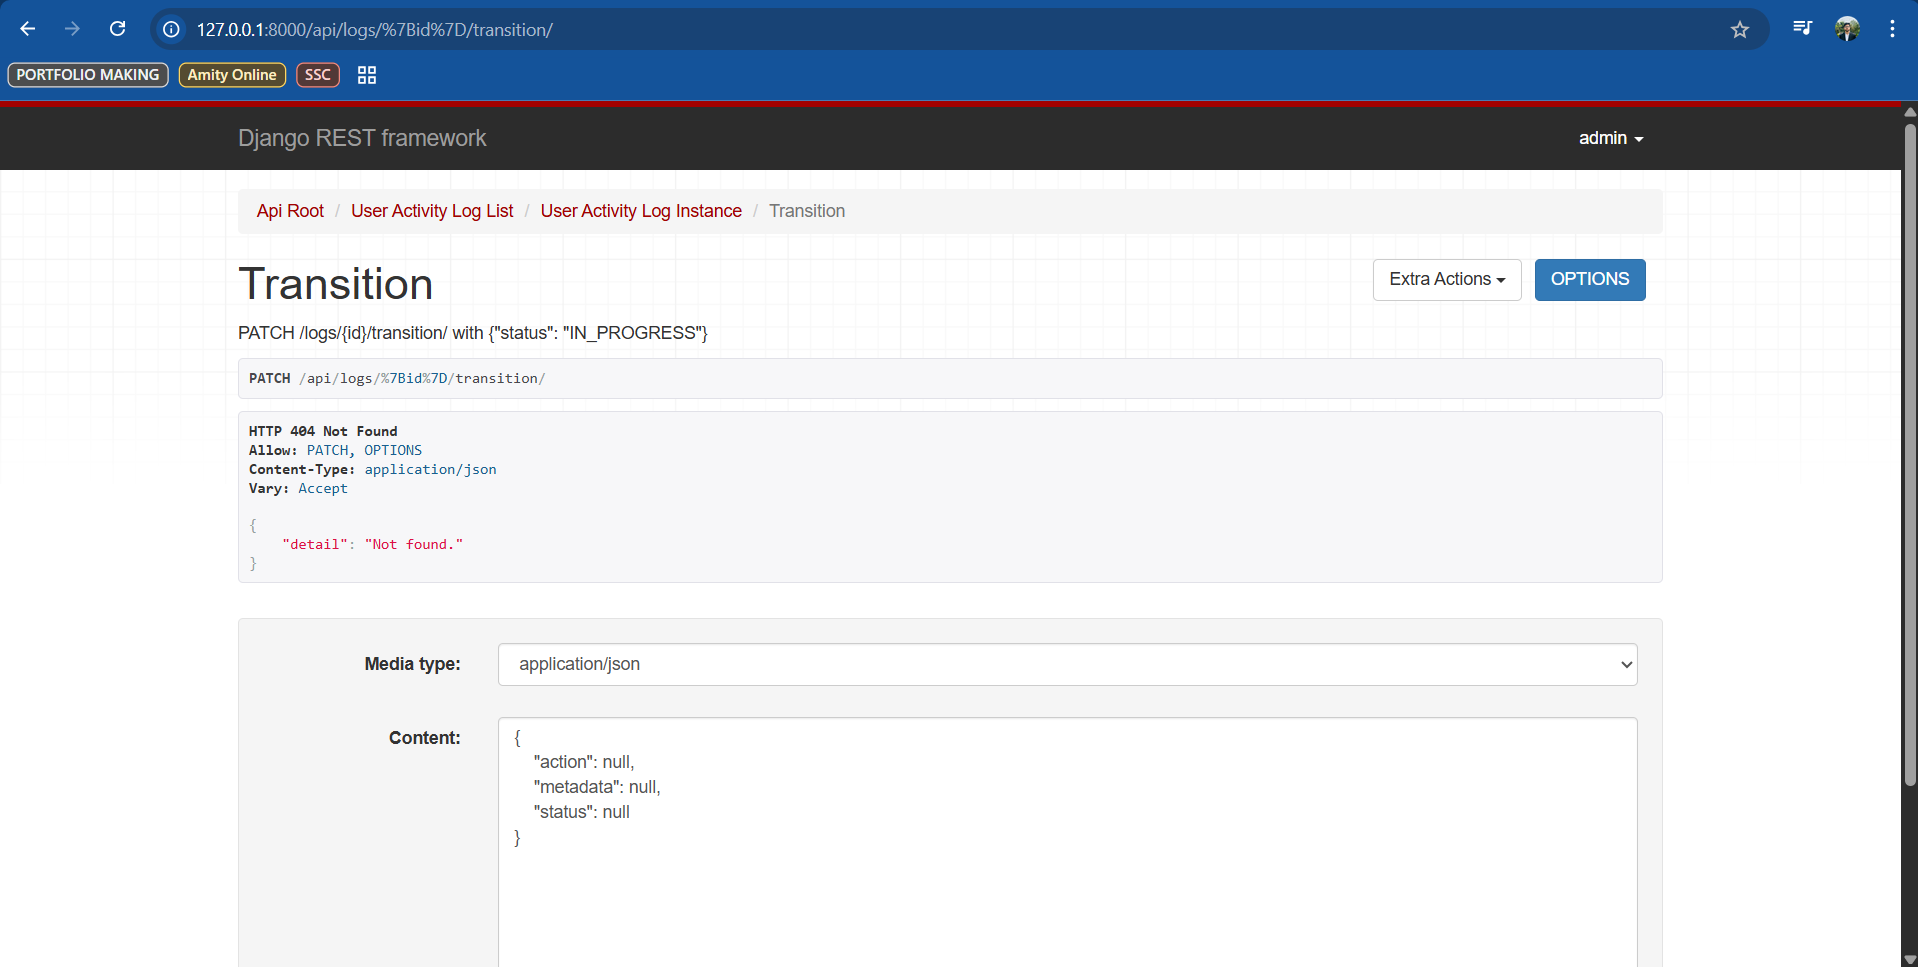 127.0.0.1:8000/api/logs/%7Bid%7D/transition/
PORTFOLIO MAKING Amity Online SSC
Django REST framework admin
Api Root / User Activity Log List / User Activity Log Instance / Transition
Transition Extra Actions OPTIONS
PATCH /logs/{id}/transition/ with {"status": "IN_PROGRESS"}
PATCH /api/logs/%7Bid%7D/transition/
HTTP 404 Not Found
Allow: PATCH, OPTIONS
Content-Type: application/json
Vary: Accept
{
"detail": "Not found."
}
Media type: application/json
Content: {
"action": null,
"metadata": null,
"status": null
}